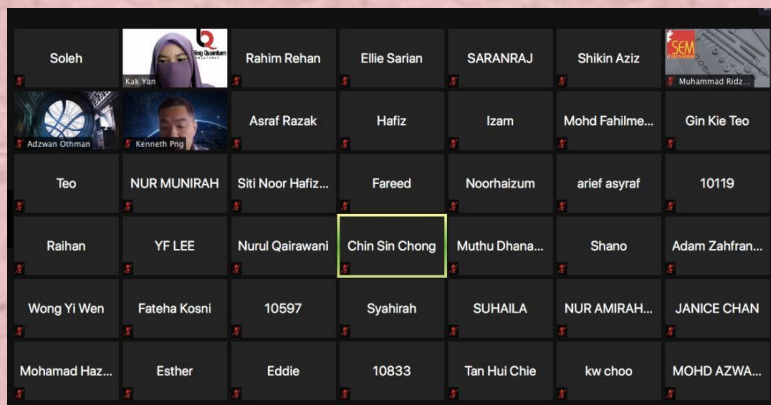 Soleh
ing Quantum
Kak Yan
Rahim Rehan
Ellie Sarian
SARANRAJ
Shikin Aziz
SEM
Muhammad Ridz...
Adzwan Othman
Kenneth Png
Asraf Razak
Hafiz
Izam
Mohd Fahilme...
Gin Kie Teo
Teo
NUR MUNIRAH
Siti Noor Hafiz...
Fareed
Noorhaizum
arief asyraf
10119
Raihan
YF LEE
Nurul Qairawani
Chin Sin Chong
Muthu Dhana...
Shano
Adam Zahfran...
Wong Yi Wen
Fateha Kosni
10597
Syahirah
SUHAILA
NUR AMIRAH...
JANICE CHAN
Mohamad Haz...
Esther
Eddie
10833
Tan Hui Chie
kw choo
MOHD AZWA...